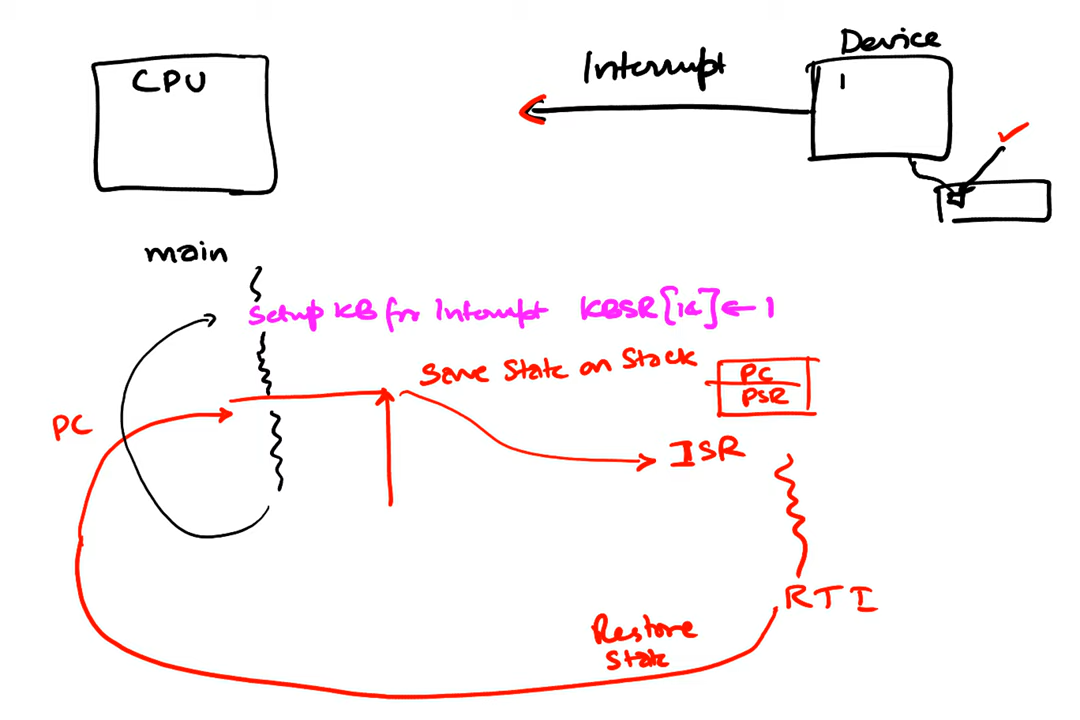 Device
CPU
Interrupt
1
main
Setup KB for Interrupt KBSR[IE]←1
Save State on Stack
PC
PSR
PC
ISR
RTI
Restore
State